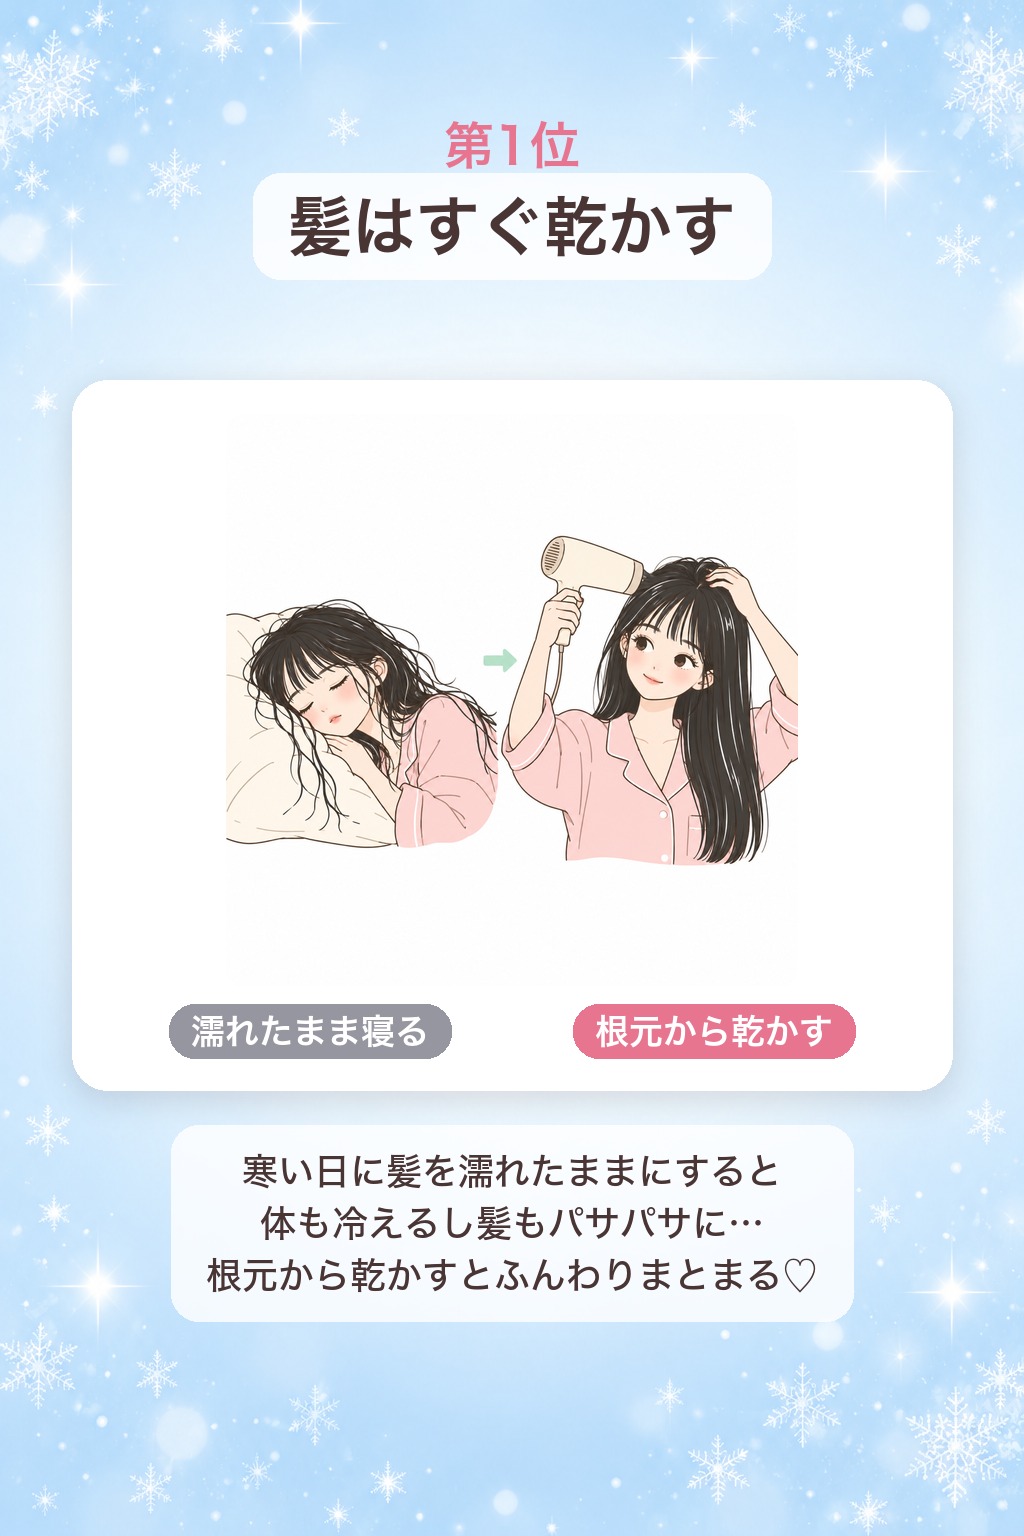 第1位
髪はすぐ乾かす
濡れたまま寝る
根元から乾かす
寒い日に髪を濡れたままにすると
体も冷えるし髪もパサパサに…
根元から乾かすとふんわりまとまる♡